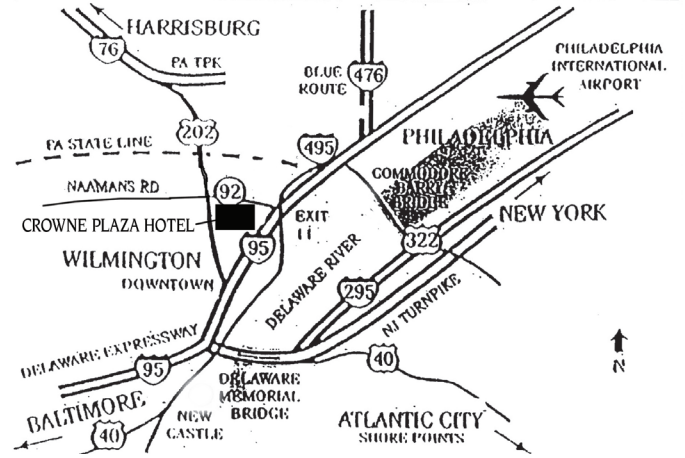 HARRISBURG
76
PA TPK
BLUE
ROUTE
476
PHILADELPHIA
INTERNATIONAL
AIRPORT
202
PA STATE LINE
495
PHILADELPHIA
COMMODORE
BARRY
BRIDGE
NAAMANS RD
92
CROWNE PLAZA HOTEL
EXIT
11
NEW YORK
322
95
WILMINGTON
DOWNTOWN
DELAWARE RIVER
295
NJ TURNPIKE
DELAWARE EXPRESSWAY
95
40
N
DELAWARE
MEMORIAL
BRIDGE
BALTIMORE
40
NEW
CASTLE
ATLANTIC CITY
SHORE POINTS